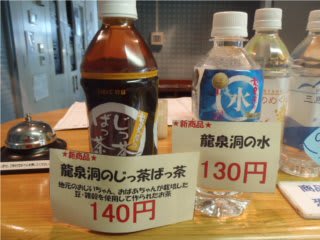 じっ茶
ばっ茶
水
★新商品★
龍泉洞の水
130円
★新商品★
龍泉洞のじっ茶ばっ茶
地元のおじいちゃん、おばあちゃんが栽培した
豆・雑穀を使用して作られたお茶
140円